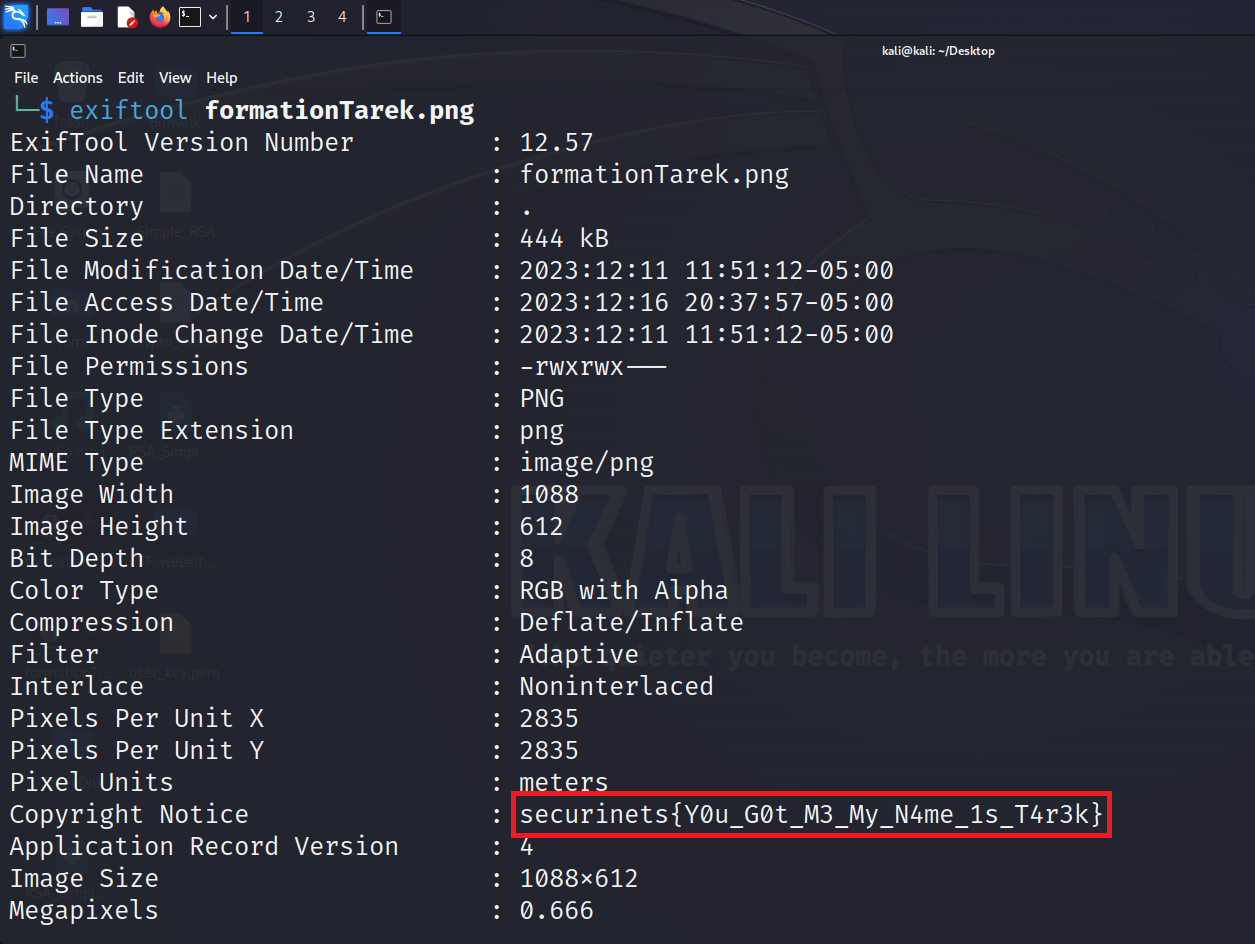 1 2 3 4
kali@kali: ~/Desktop
File Actions Edit View Help
└─$ exiftool formationTarek.png
ExifTool Version Number : 12.57
File Name : formationTarek.png
Directory : .
File Size : 444 kB
File Modification Date/Time : 2023:12:11 11:51:12-05:00
File Access Date/Time : 2023:12:16 20:37:57-05:00
File Inode Change Date/Time : 2023:12:11 11:51:12-05:00
File Permissions : -rwxrwx---
File Type : PNG
File Type Extension : png
MIME Type : image/png
Image Width : 1088
Image Height : 612
Bit Depth : 8
Color Type : RGB with Alpha
Compression : Deflate/Inflate
Filter : Adaptive
Interlace : Noninterlaced
Pixels Per Unit X : 2835
Pixels Per Unit Y : 2835
Pixel Units : meters
Copyright Notice : securinets{Y0u_G0t_M3_My_N4me_1s_T4r3k}
Application Record Version : 4
Image Size : 1088×612
Megapixels : 0.666
Simple_RSA
user_key.pem
KALI LINU
you become, the more you are able